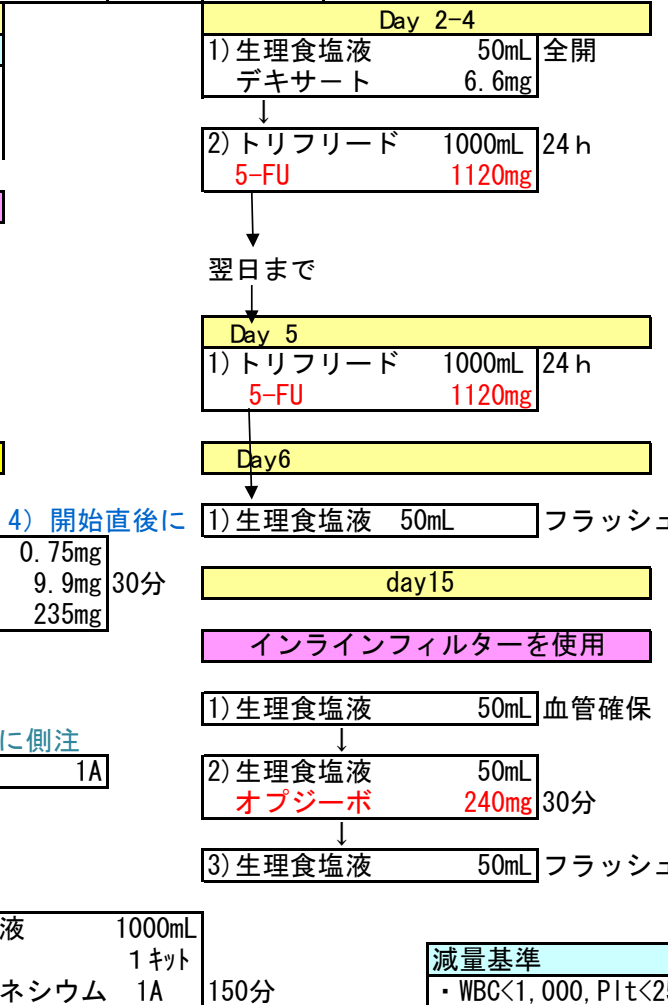 Day 2-4
1)生理食塩液 50mL 全開
デキサート 6.6mg
↓
2)トリフリード 1000mL 24ｈ
5-FU 1120mg
翌日まで
Day 5
1)トリフリード 1000mL 24ｈ
5-FU 1120mg
Day6
1)生理食塩液 50mL フラッシュ
day15
インラインフィルターを使用
1)生理食塩液 50mL 血管確保
↓
2)生理食塩液 50mL
オプジーボ 240mg 30分
↓
3)生理食塩液 50mL フラッシュ
4) 開始直後に
0.75mg
9.9mg 30分
235mg
に側注
1A
液 1000mL
1ｷｯﾄ
ネシウム 1A 150分
減量基準
・WBC<1,000,Plt<2